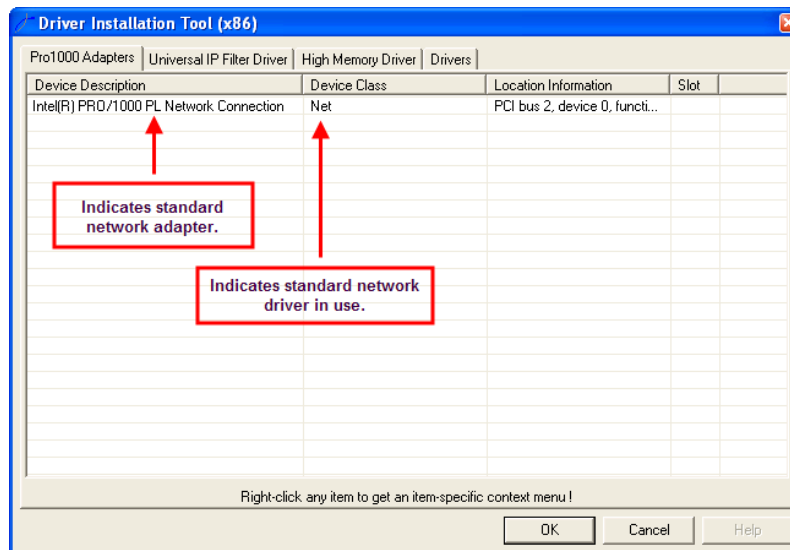 Driver Installation Tool (x86)
Pro1000 Adapters Universal IP Filter Driver High Memory Driver Drivers
Device Description Device Class Location Information Slot
Intel(R) PRO/1000 PL Network Connection Net PCI bus 2, device 0, functi...
Indicates standard
network adapter.
Indicates standard network
driver in use.
Right-click any item to get an item-specific context menu !
OK Cancel Help